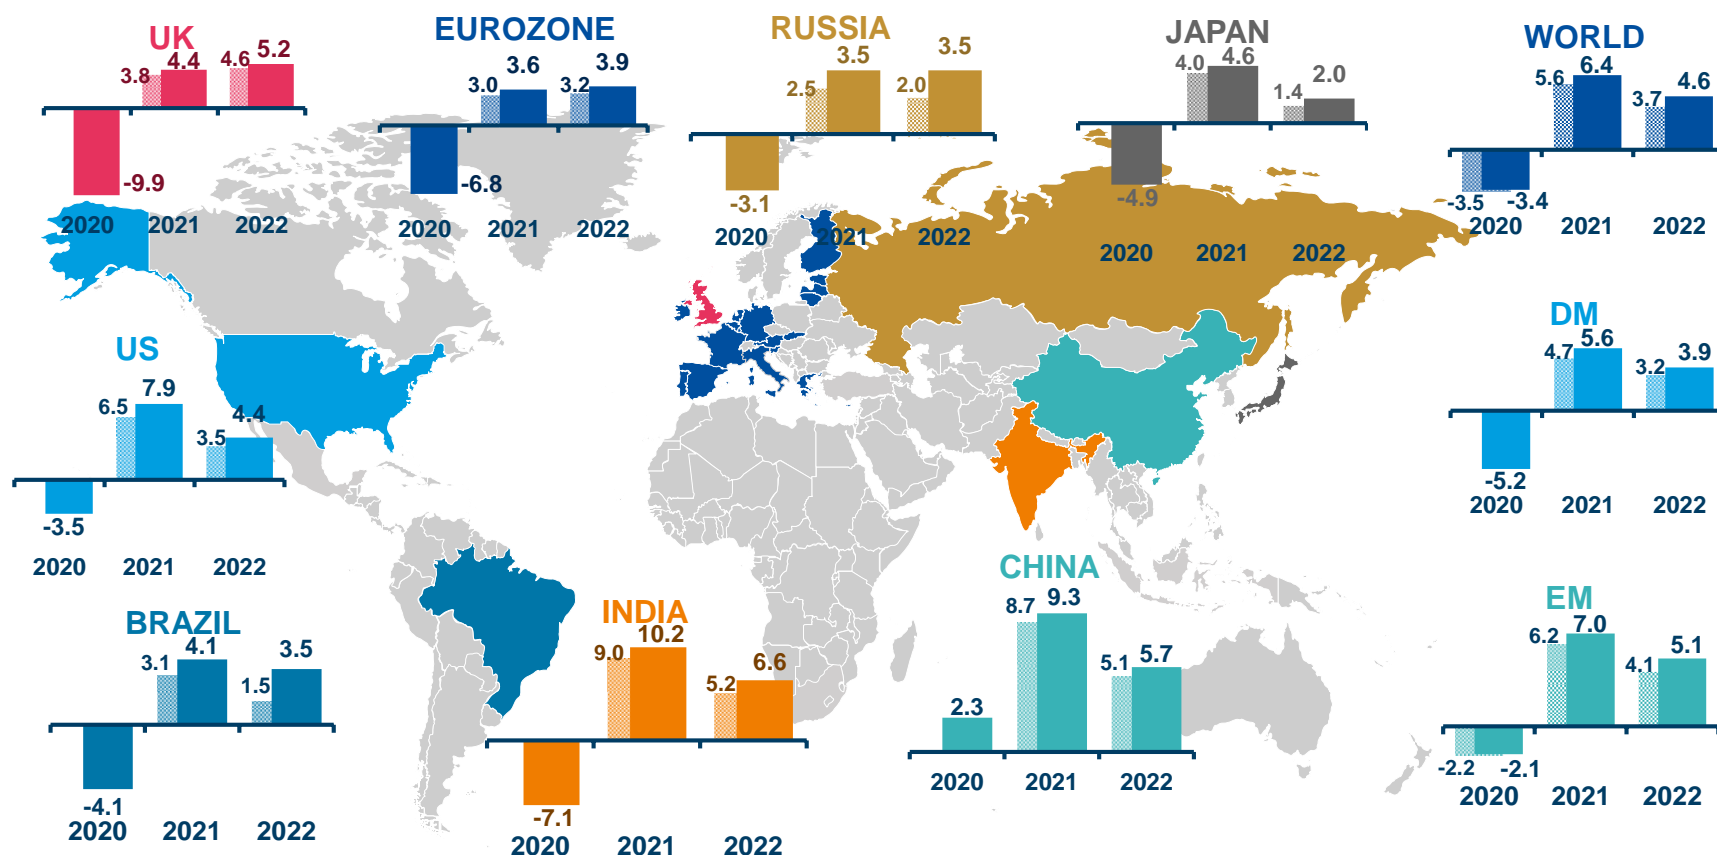 UK
3.8 4.4 4.6 5.2
-9.9
2020 2021 2022
EUROZONE
3.0 3.6 3.2 3.9
-6.8
2020 2021 2022
RUSSIA
2.5 3.5 2.0 3.5
-3.1
2020 2021 2022
JAPAN
4.0 4.6 1.4 2.0
-4.9
2020 2021 2022
WORLD
5.6 6.4 3.7 4.6
-3.5 -3.4
2020 2021 2022
US
6.5 7.9 3.5 4.4
-3.5
2020 2021 2022
DM
4.7 5.6 3.2 3.9
-5.2
2020 2021 2022
BRAZIL
3.1 4.1 1.5 3.5
-4.1
2020 2021 2022
INDIA
9.0 10.2 5.2 6.6
-7.1
2020 2021 2022
CHINA
2.3 8.7 9.3 5.1 5.7
2020 2021 2022
EM
6.2 7.0 4.1 5.1
-2.2 -2.1
2020 2021 2022